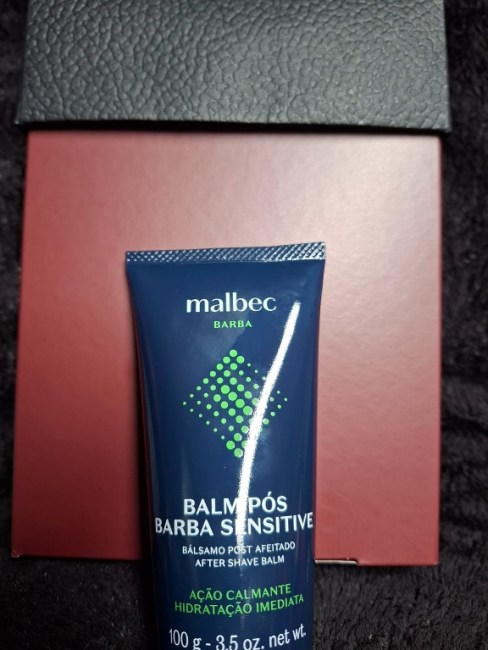 malbec
BARBA
BALM PÓS
BARBA SENSITIVE
BÁLSAMO POST AFEITADO
AFTER SHAVE BALM
AÇÃO CALMANTE
HIDRATAÇÃO IMEDIATA
100 g - 3.5 oz. net wt.